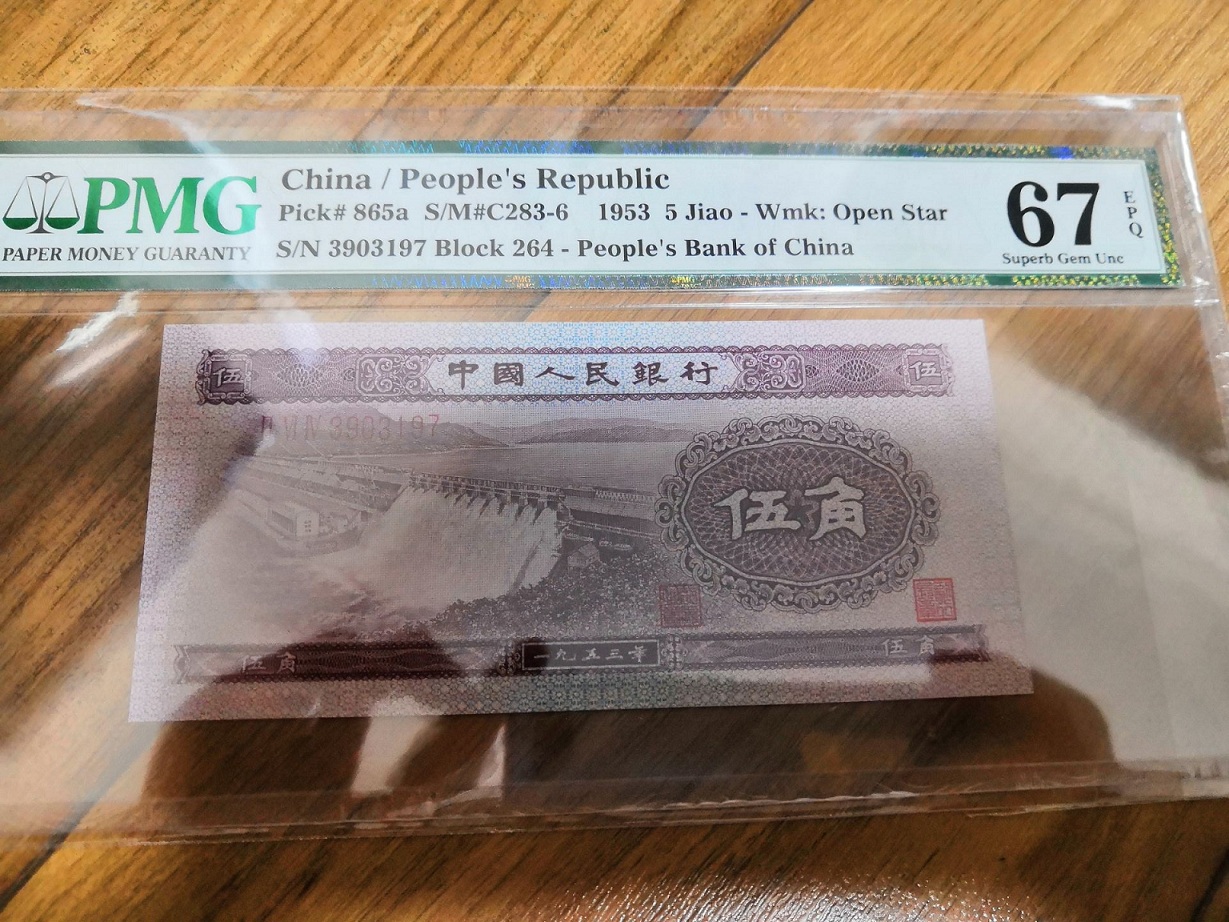 PMG
PAPER MONEY GUARANTY
China / People's Republic
Pick# 865a S/M#C283-6 1953 5 Jiao - Wmk: Open Star
S/N 3903197 Block 264 - People's Bank of China
67
EPQ
Superb Gem Unc
伍
中國人民銀行
伍
3903197
伍角
伍角
一九五三年
伍角